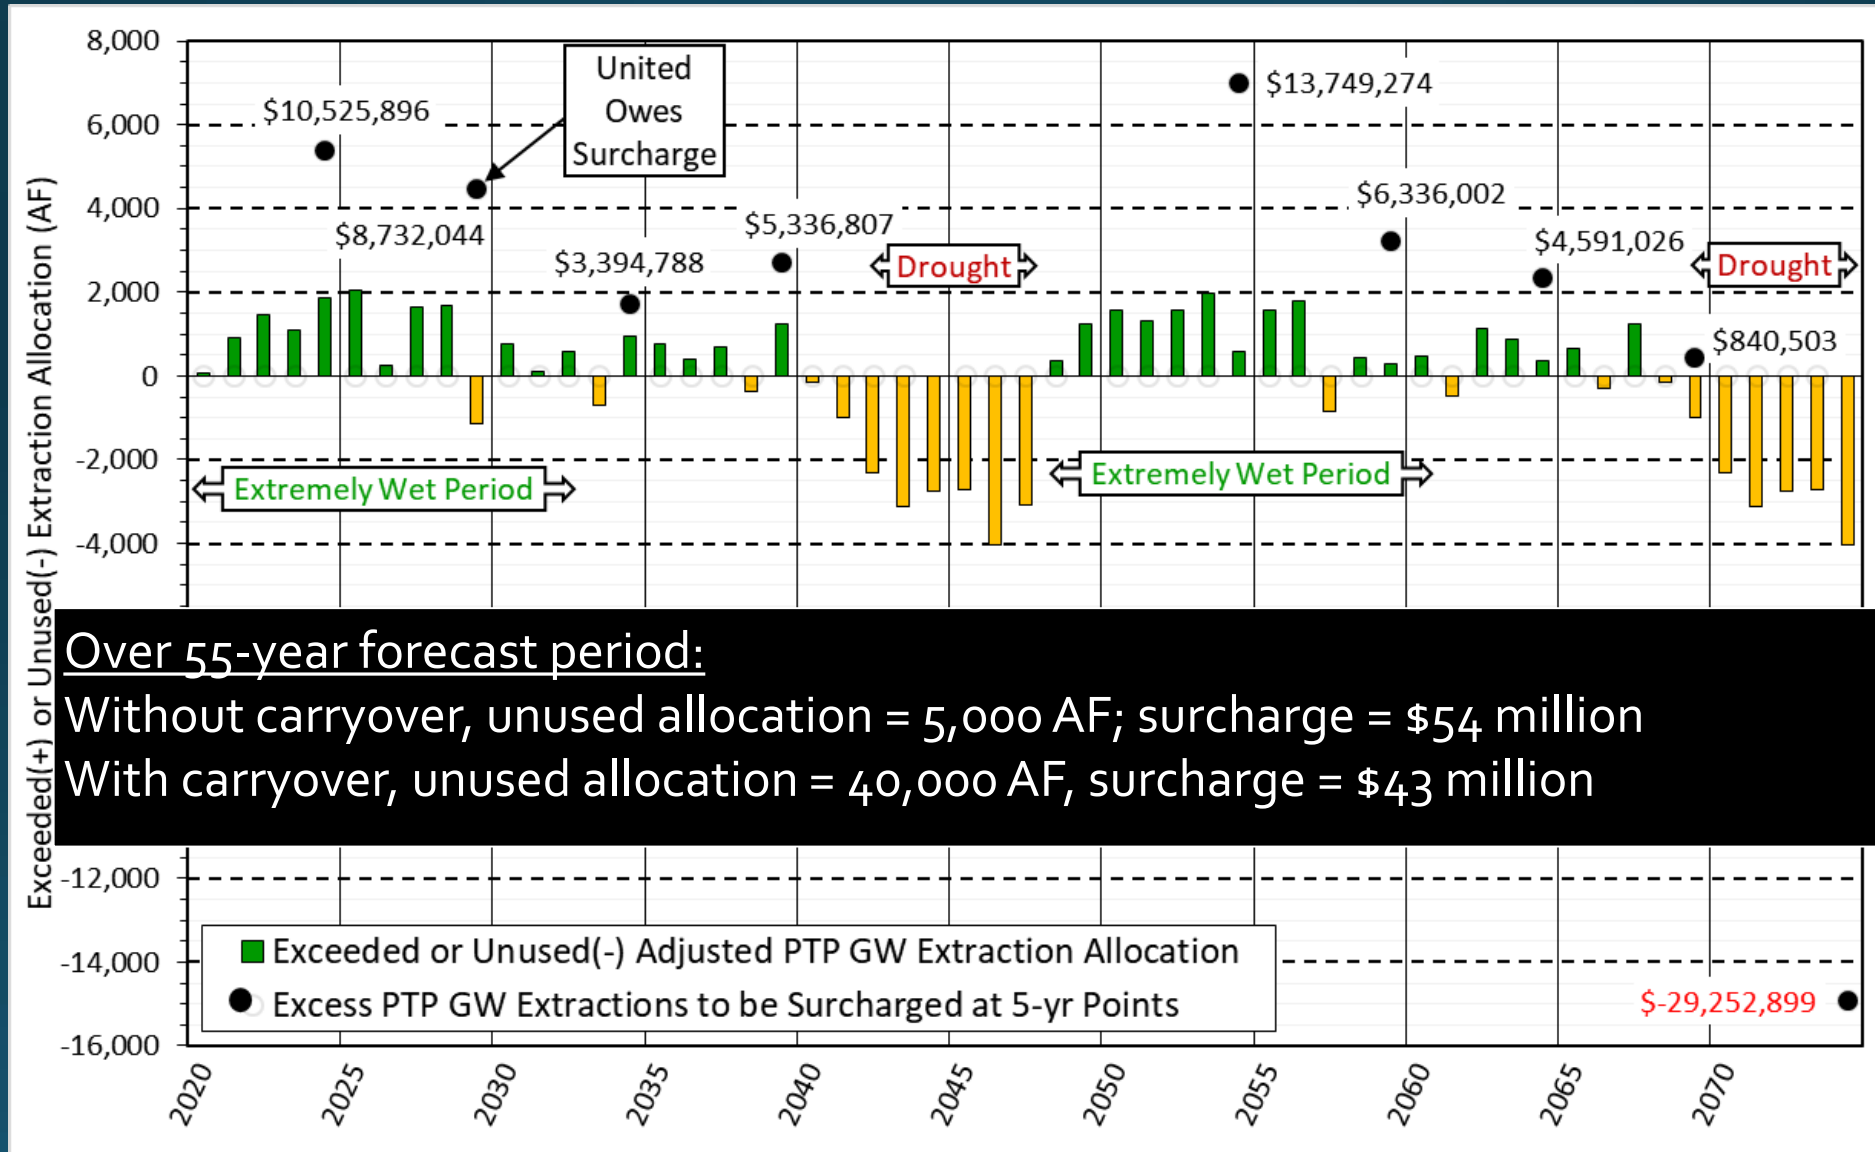 Exceeded(+) or Unused(-) Extraction Allocation (AF)
8,000
6,000
4,000
2,000
0
-2,000
-4,000
-12,000
-14,000
-16,000
$10,525,896
United
Owes
Surcharge
$8,732,044
$3,394,788
$5,336,807
Drought
$13,749,274
$6,336,002
$4,591,026
Drought
$840,503
Extremely Wet Period
Extremely Wet Period
Over 55-year forecast period:
Without carryover, unused allocation = 5,000 AF; surcharge = $54 million
With carryover, unused allocation = 40,000 AF, surcharge = $43 million
Exceeded or Unused(-) Adjusted PTP GW Extraction Allocation
Excess PTP GW Extractions to be Surcharged at 5-yr Points
$-29,252,899
2020
2025
2030
2035
2040
2045
2050
2055
2060
2065
2070